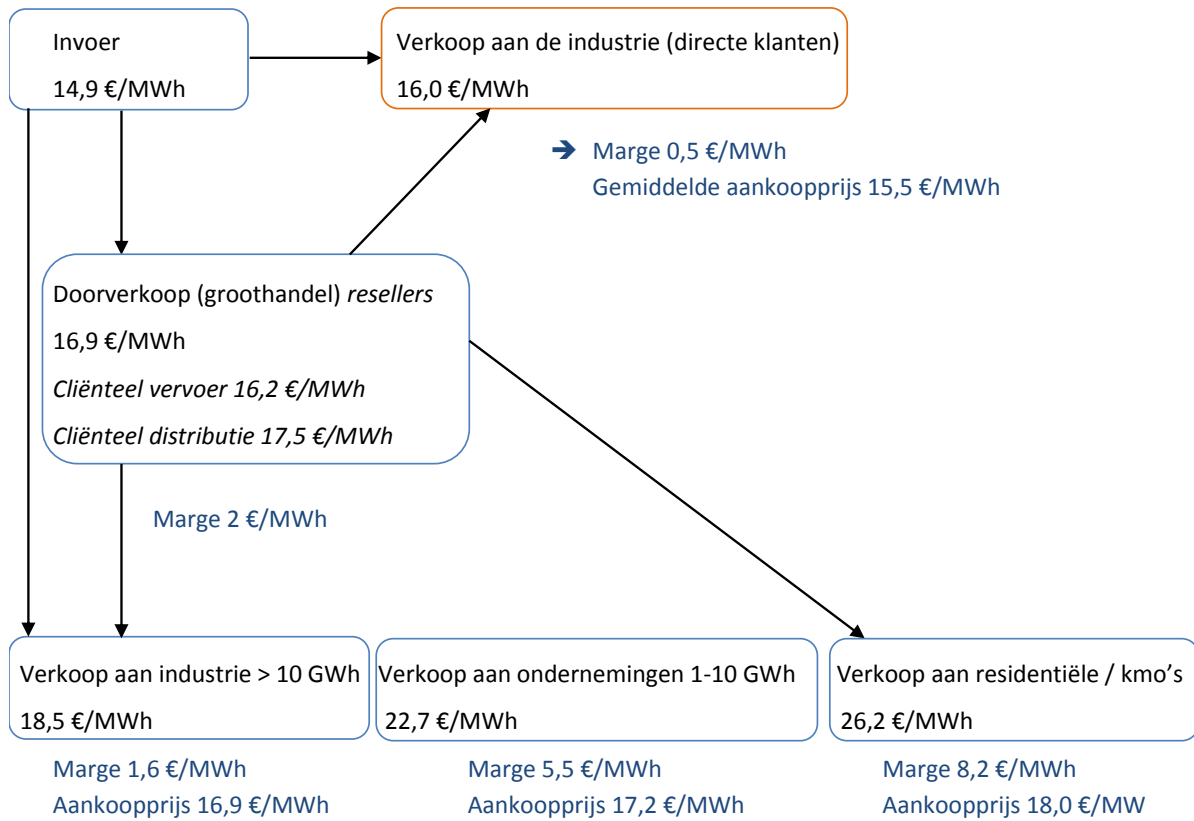 Invoer
14,9 €/MWh
Verkoop aan de industrie (directe klanten)
16,0 €/MWh
➔ Marge 0,5 €/MWh
Gemiddelde aankoopprijs 15,5 €/MWh
Doorverkoop (groothandel) resellers
16,9 €/MWh
Cliënteel vervoer 16,2 €/MWh
Cliënteel distributie 17,5 €/MWh
Marge 2 €/MWh
Verkoop aan industrie > 10 GWh
18,5 €/MWh
Marge 1,6 €/MWh
Aankoopprijs 16,9 €/MWh
Verkoop aan ondernemingen 1-10 GWh
22,7 €/MWh
Marge 5,5 €/MWh
Aankoopprijs 17,2 €/MWh
Verkoop aan residentiële / kmo’s
26,2 €/MWh
Marge 8,2 €/MWh
Aankoopprijs 18,0 €/MW